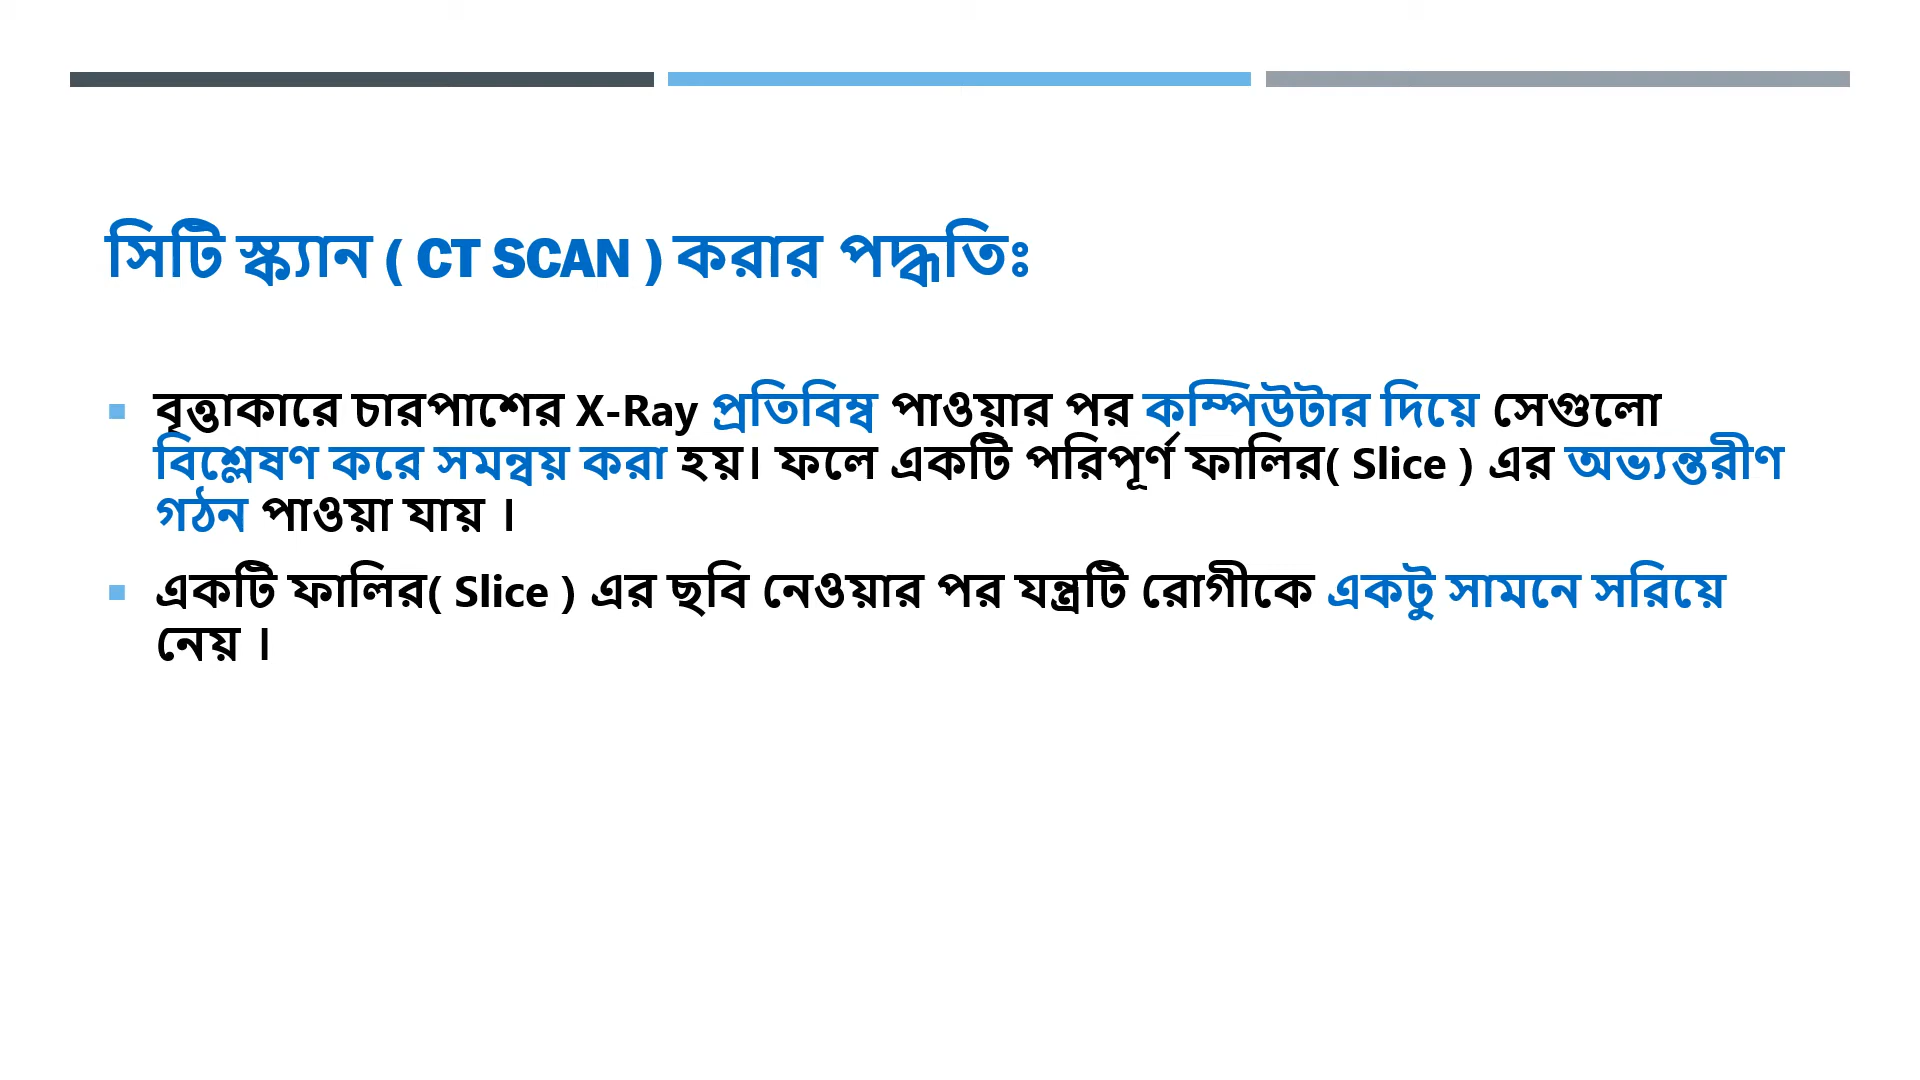 সিটি স্ক্যান ( CT SCAN ) করার পদ্ধতিঃ
বৃত্তাকারে চারপাশের X-Ray প্রতিবিম্ব পাওয়ার পর কম্পিউটার দিয়ে সেগুলো
বিশ্লেষণ করে সমন্বয় করা হয়। ফলে একটি পরিপূর্ণ ফালির( Slice ) এর অভ্যন্তরীণ
গঠন পাওয়া যায় ।
একটি ফালির( Slice ) এর ছবি নেওয়ার পর যন্ত্রটি রোগীকে একটু সামনে সরিয়ে
নেয় ।